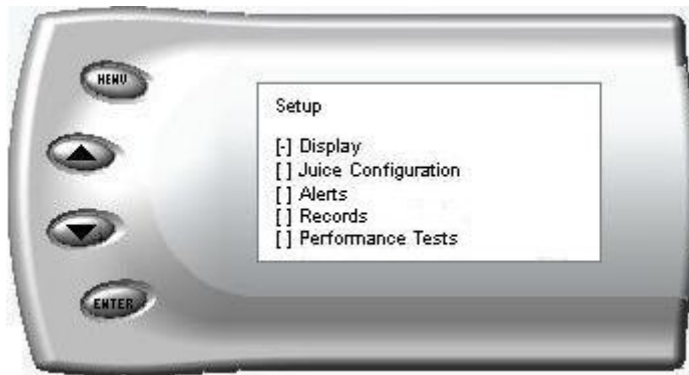 MENU
Setup
[-] Display
[ ] Juice Configuration
[ ] Alerts
[ ] Records
[ ] Performance Tests
ENTER